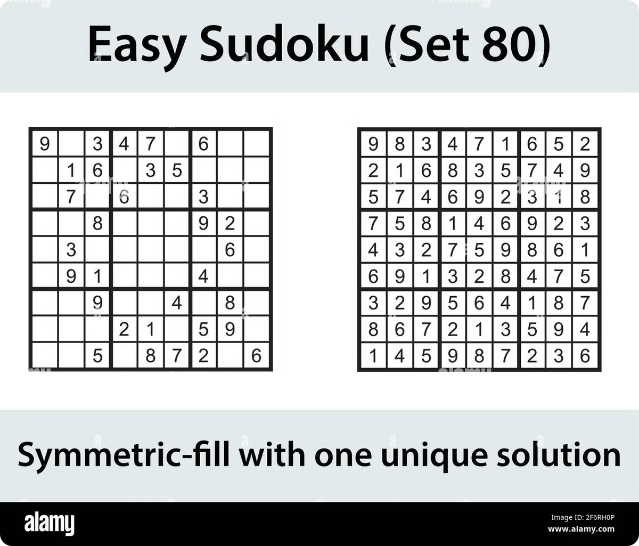 Easy Sudoku (Set 80)
9 3 4 7 6
1 6 3 5
7 6 3
8 9 2
3 6
9 1 4
9 4 8
2 1 5 9
5 8 7 2 6
9 8 3 4 7 1 6 5 2
2 1 6 8 3 5 7 4 9
5 7 4 6 9 2 3 1 8
7 5 8 1 4 6 9 2 3
4 3 2 7 5 9 8 6 1
6 9 1 3 2 8 4 7 5
3 2 9 5 6 4 1 8 7
8 6 7 2 1 3 5 9 4
1 4 5 9 8 7 2 3 6
Symmetric-fill with one unique solution
alamy
Image ID: 2F5RH0P
www.alamy.com